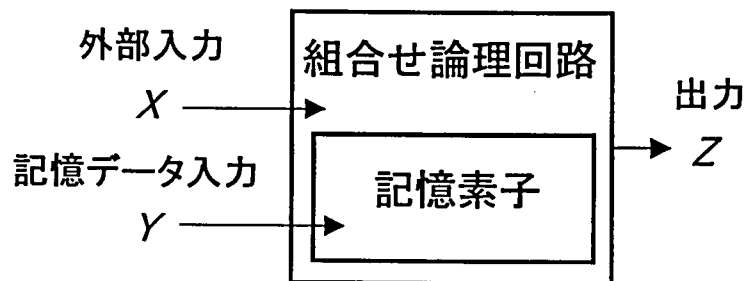 外部入力
X
記憶データ入力
Y
組合せ論理回路
記憶素子
出力
Z